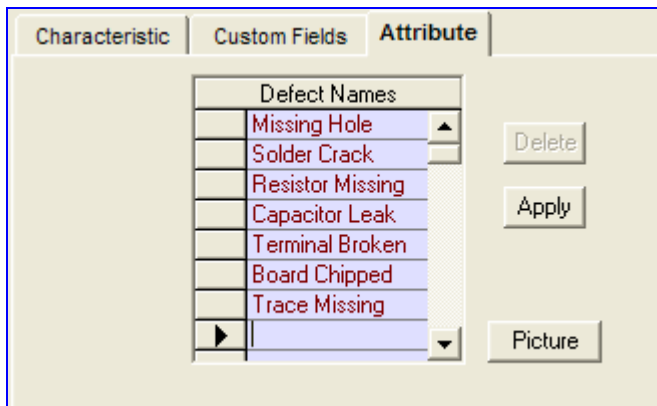 Characteristic Custom Fields Attribute
Defect Names
Missing Hole
Solder Crack
Delete
Resistor Missing
Capacitor Leak
Apply
Terminal Broken
Board Chipped
Trace Missing
Picture